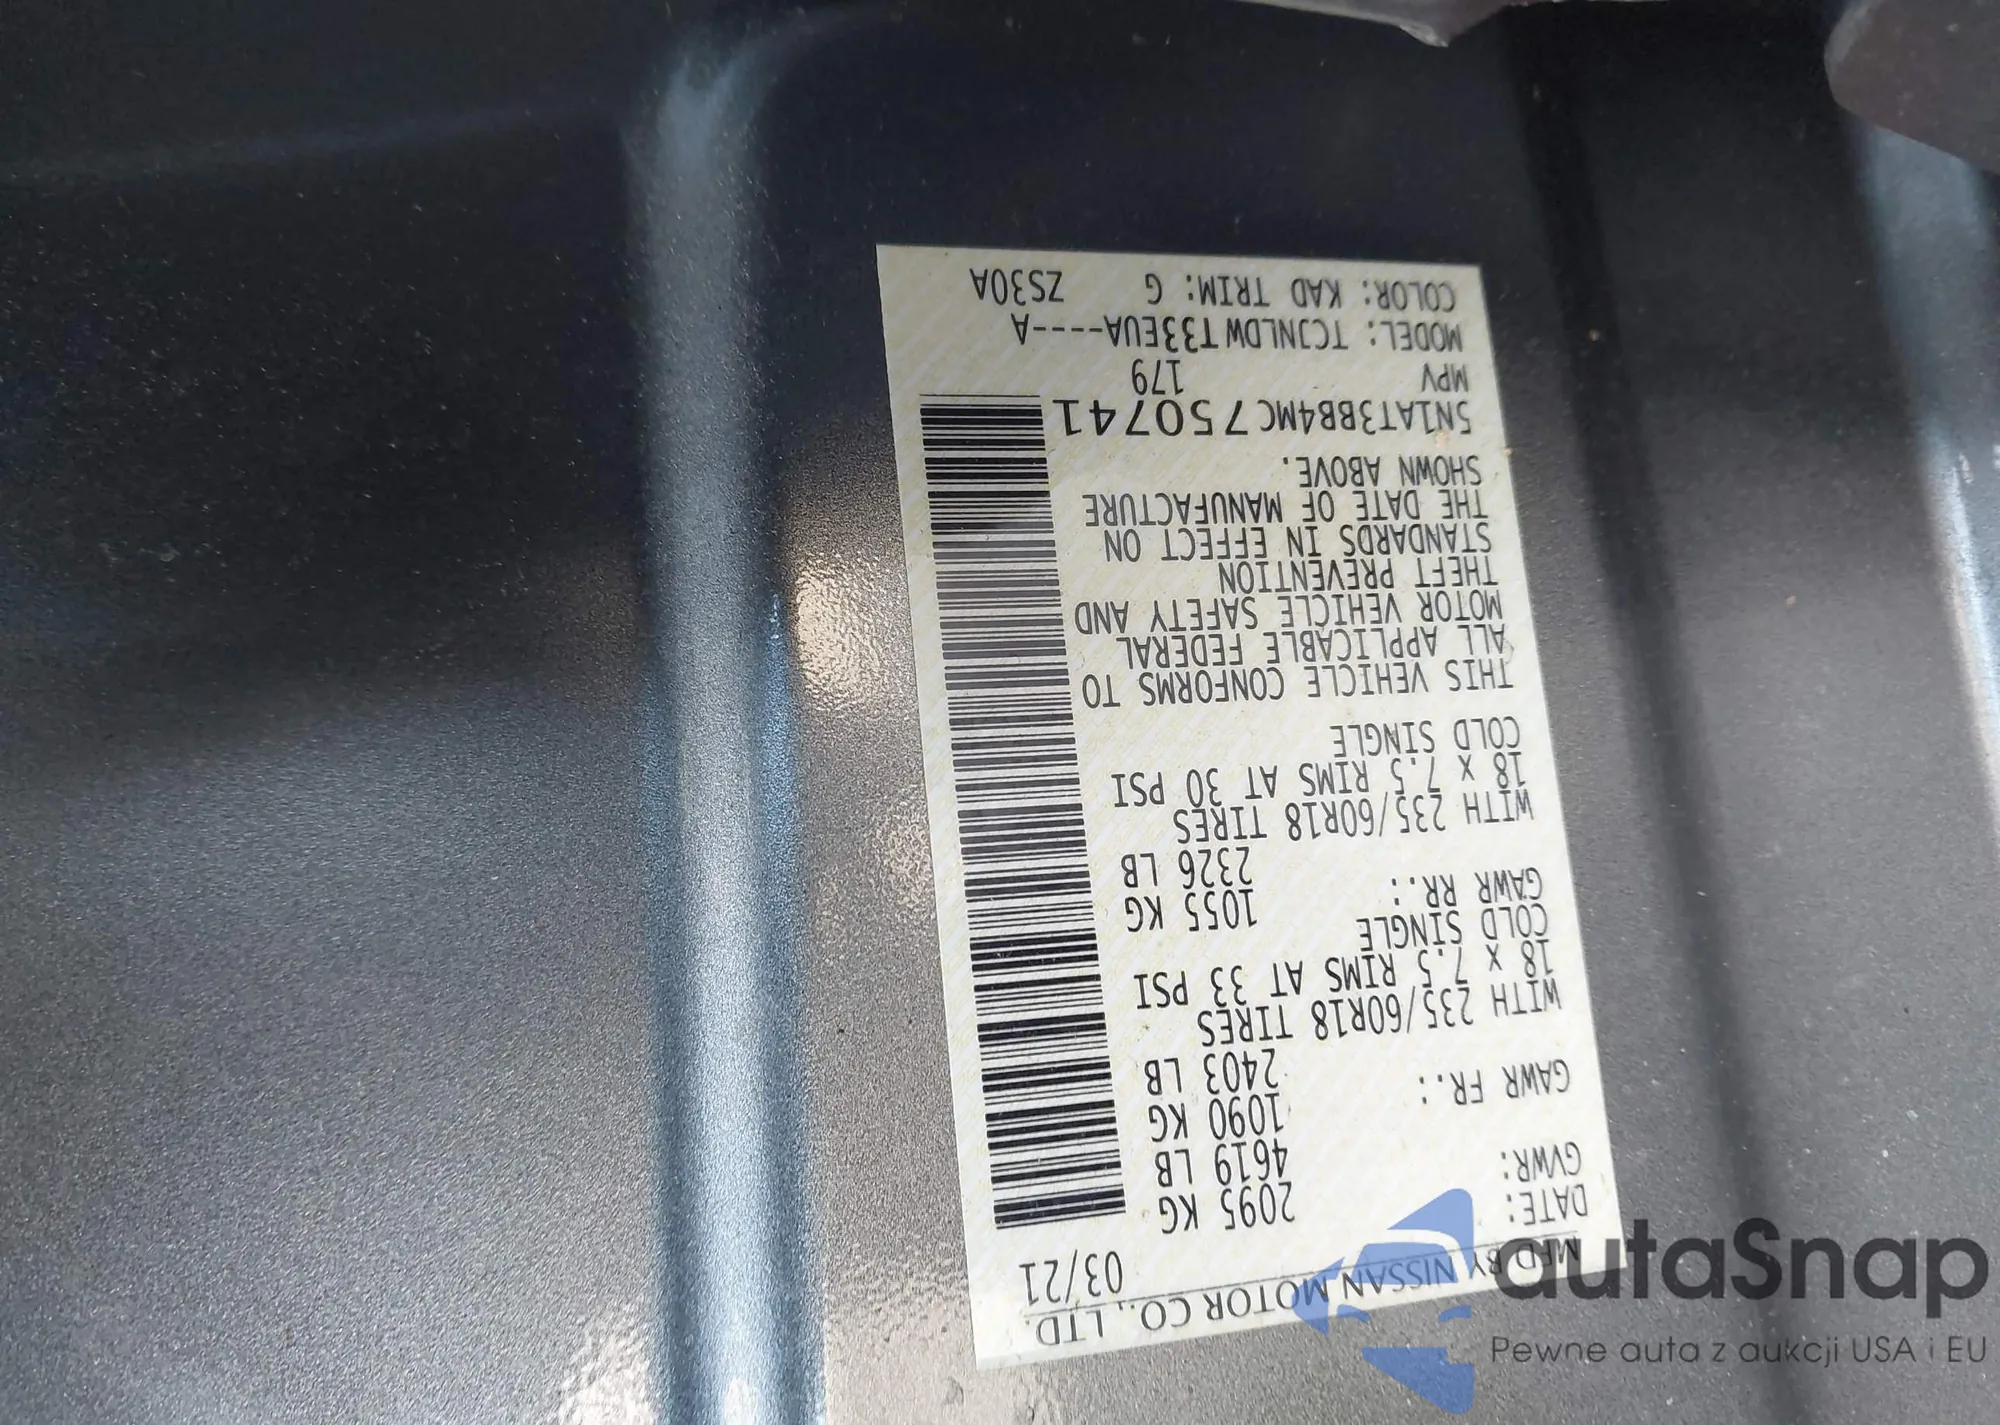 MFD BY NISSAN MOTOR CO., LTD.
DATE: 03/21
GVWR: 2095 KG
4619 LB
GAWR FR.: 1090 KG
2403 LB
WITH 235/60R18 TIRES
18 x 7.5 RIMS AT 33 PSI
COLD SINGLE
GAWR RR.: 1055 KG
2326 LB
WITH 235/60R18 TIRES
18 x 7.5 RIMS AT 30 PSI
COLD SINGLE
THIS VEHICLE CONFORMS TO
ALL APPLICABLE FEDERAL
MOTOR VEHICLE SAFETY AND
THEFT PREVENTION
STANDARDS IN EFFECT ON
THE DATE OF MANUFACTURE
SHOWN ABOVE.
5N1AT3BB4MC750741
MPV 179
MODEL: TCJNLDWT33EUA----A
COLOR: KAD TRIM: G ZS30A
autaSnap
Pewne auta z aukcji USA i EU